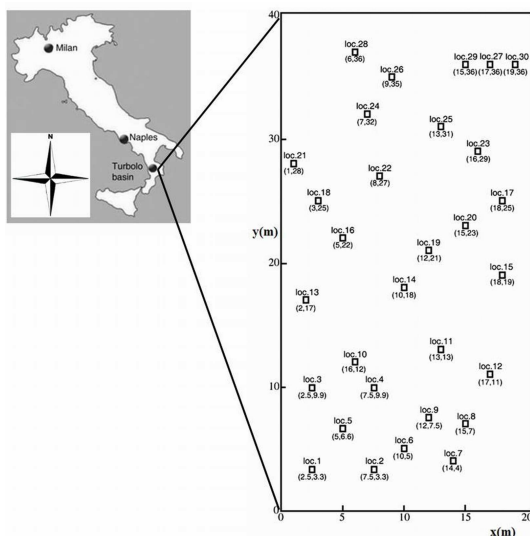 Milan
N
Naples
Turbolo
basin
40
loc.28
(6,36)
loc.29
(15,36)
loc.27
(17,36)
loc.30
(19,36)
loc.26
(9,35)
loc.24
(7,32)
loc.25
(13,31)
30
loc.23
(16,29)
loc.21
(1,28)
loc.22
(8,27)
loc.18
(3,25)
loc.17
(18,25)
loc.20
(15,23)
loc.16
(5,22)
y(m)
loc.19
(12,21)
20
loc.15
(18,19)
loc.14
(10,18)
loc.13
(2,17)
loc.11
(13,13)
loc.10
(16,12)
loc.12
(17,11)
10
loc.3
(2.5,9.9)
loc.4
(7.5,9.9)
loc.9
(12,7.5)
loc.8
(15,7)
loc.5
(5,6.6)
loc.6
(10,5)
loc.7
(14,4)
loc.1
(2.5,3.3)
loc.2
(7.5,3.3)
0
0
5
10
15
20
x(m)